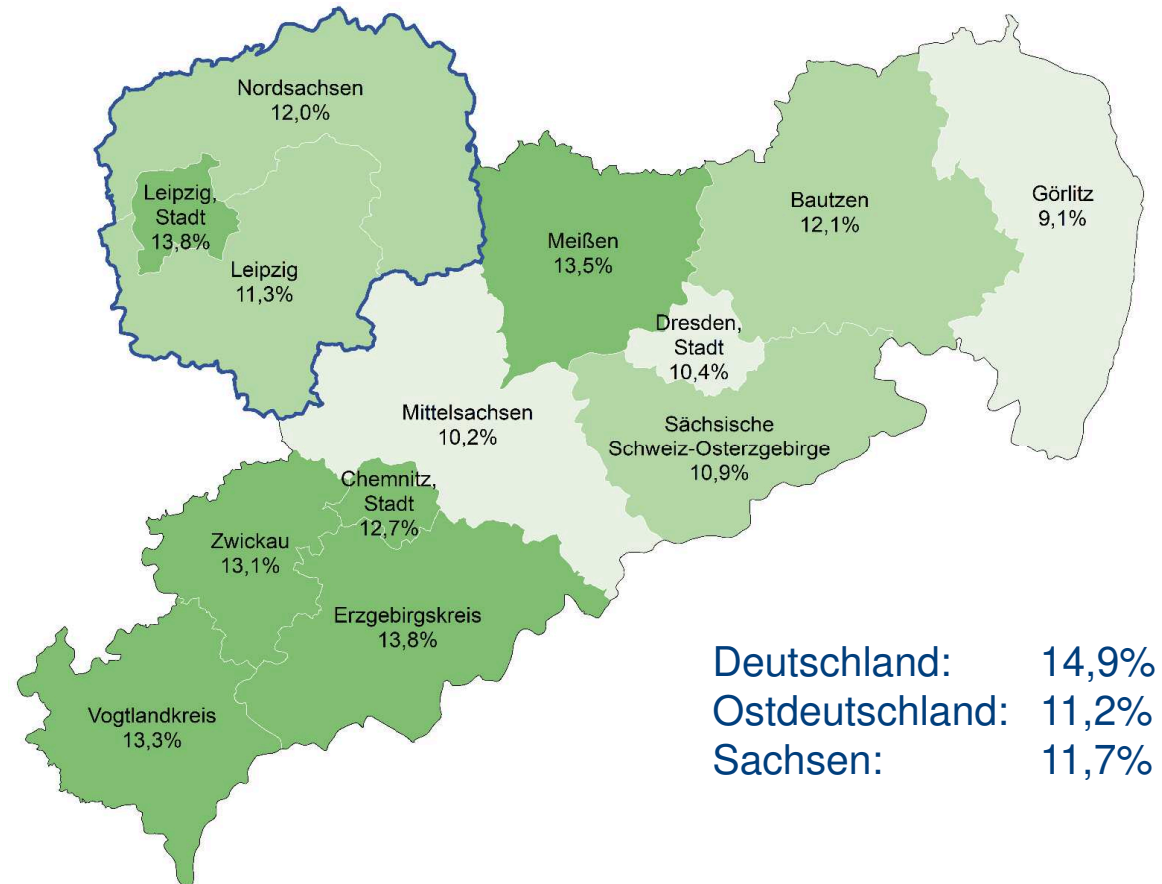 Nordsachsen
12,0%
Leipzig,
Stadt
13,8%
Leipzig
11,3%
Meißen
13,5%
Bautzen
12,1%
Görlitz
9,1%
Dresden,
Stadt
10,4%
Mittelsachsen
10,2%
Sächsische
Schweiz-Osterzgebirge
10,9%
Chemnitz,
Stadt
12,7%
Zwickau
13,1%
Erzgebirgskreis
13,8%
Vogtlandkreis
13,3%
Deutschland: 14,9%
Ostdeutschland: 11,2%
Sachsen: 11,7%